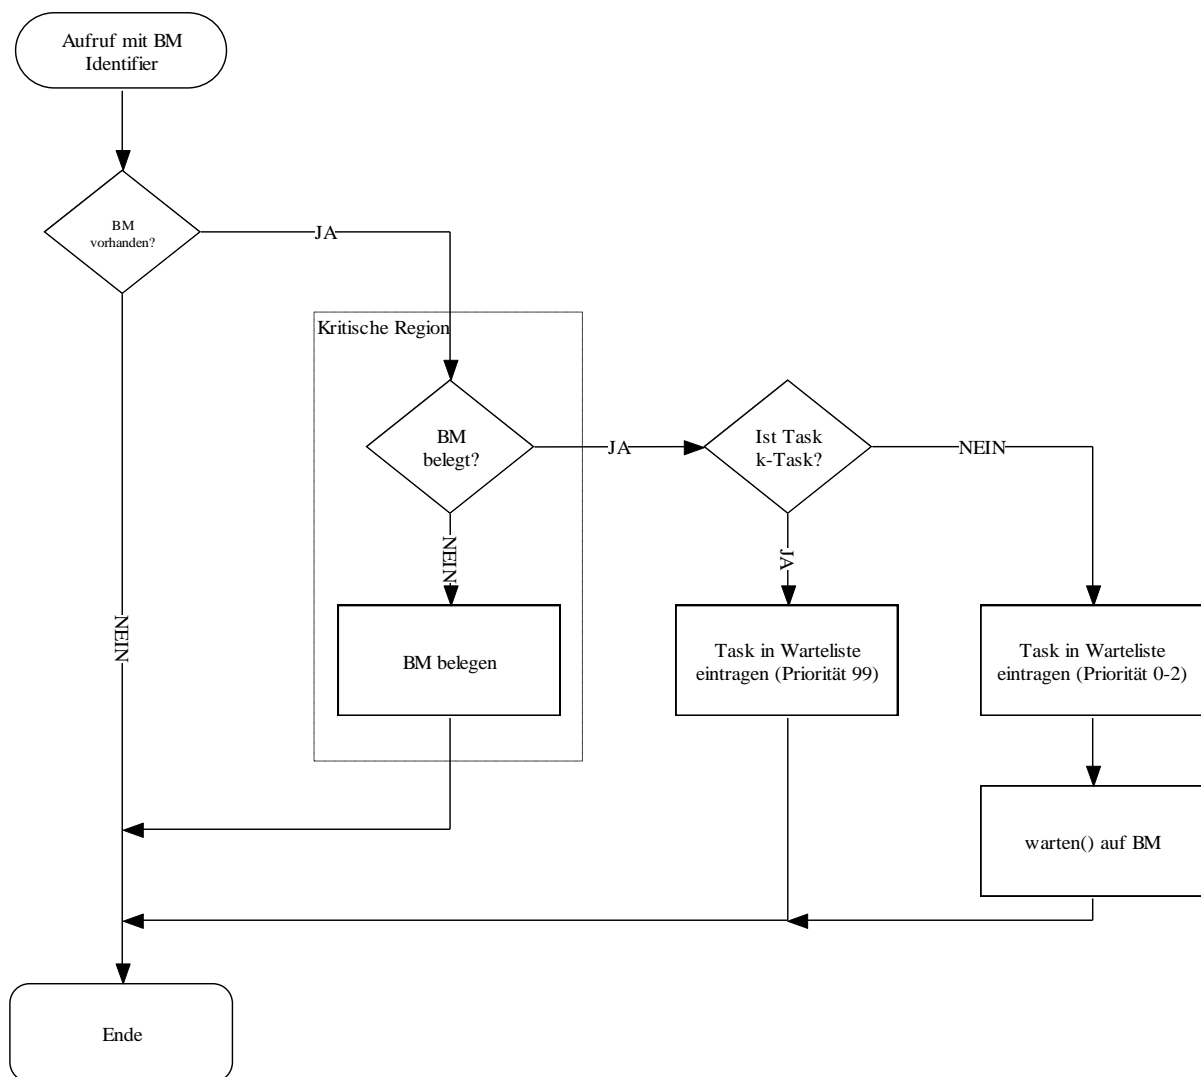 Aufruf mit BM
Identifier
BM
vorhanden?
JA
Kritische Region
BM
belegt?
JA
Ist Task
k-Task?
NEIN
NEIN
JA
NEIN
BM belegen
Task in Warteliste
eintragen (Priorität 99)
Task in Warteliste
eintragen (Priorität 0-2)
warten() auf BM
Ende